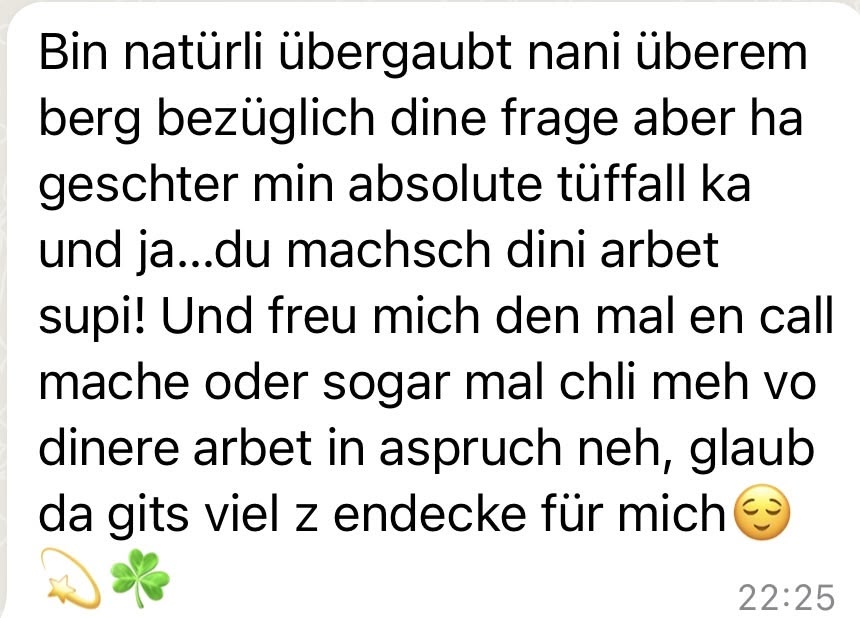 Bin natürli übergaubt nani überem
berg bezüglich dine frage aber ha
geschter min absolute tüffall ka
und ja...du machsch dini arbet
supi! Und freu mich den mal en call
mache oder sogar mal chli meh vo
dinere arbet in aspruch neh, glaub
da gits viel z endecke für mich😌
💫☘️
22:25